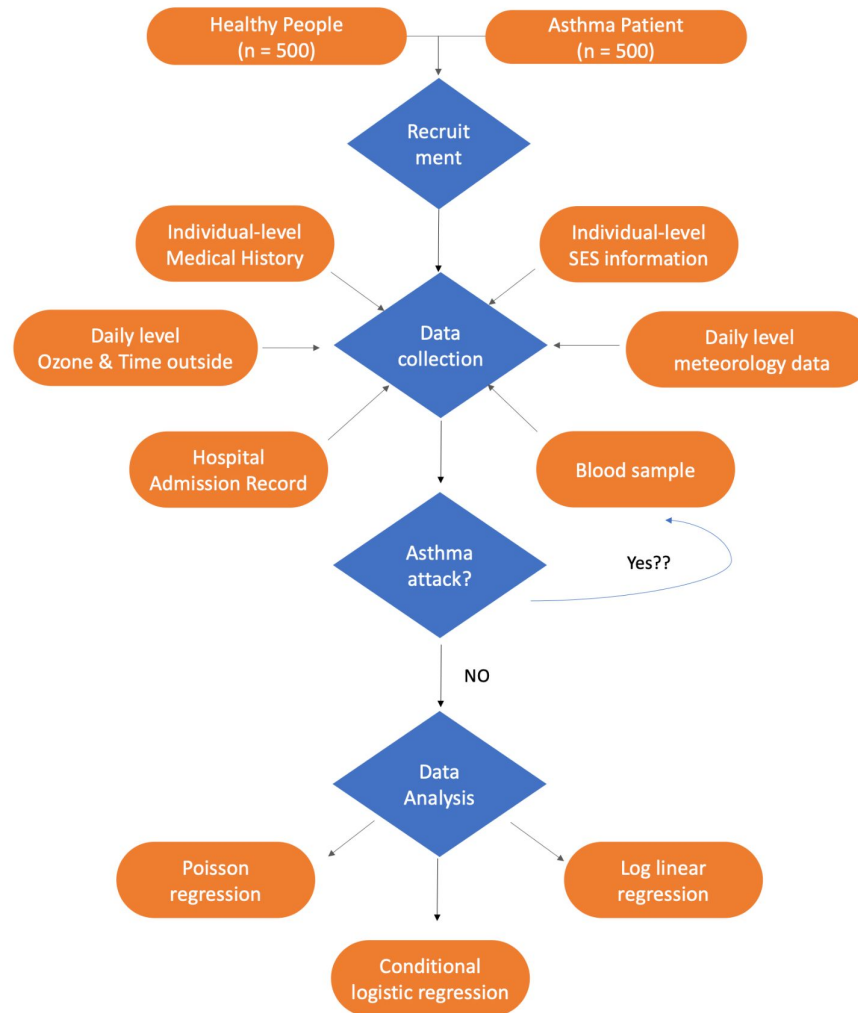 Healthy People
(n = 500)
Asthma Patient
(n = 500)
Recruit
ment
Individual-level
Medical History
Individual-level
SES information
Daily level
Ozone & Time outside
Data
collection
Daily level
meteorology data
Hospital
Admission Record
Blood sample
Asthma
attack?
Yes??
NO
Data
Analysis
Poisson
regression
Log linear
regression
Conditional
logistic regression